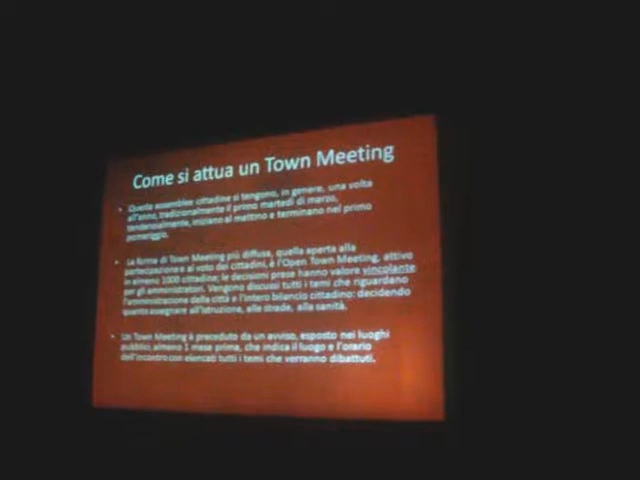 Come si attua un Town Meeting
• Queste assemblee cittadine si tengono, in genere, una volta
all'anno, tradizionalmente il primo martedì di marzo,
tendenzialmente, iniziano al mattino e terminano nel primo
pomeriggio.
• La forma di Town Meeting più diffusa, quella aperta alla
partecipazione e al voto dei cittadini, è l'Open Town Meeting, attivo
in almeno 1000 cittadine; le decisioni prese hanno valore vincolante
per gli amministratori. Vengono discussi tutti i temi che riguardano
l'amministrazione della città e l'intero bilancio cittadino: decidendo
quanto assegnare all'istruzione, alle strade, alla sanità.
• Un Town Meeting è preceduto da un avviso, esposto nei luoghi
pubblici almeno 1 mese prima, che indica il luogo e l'orario
dell'incontro con elencati tutti i temi che verranno dibattuti.